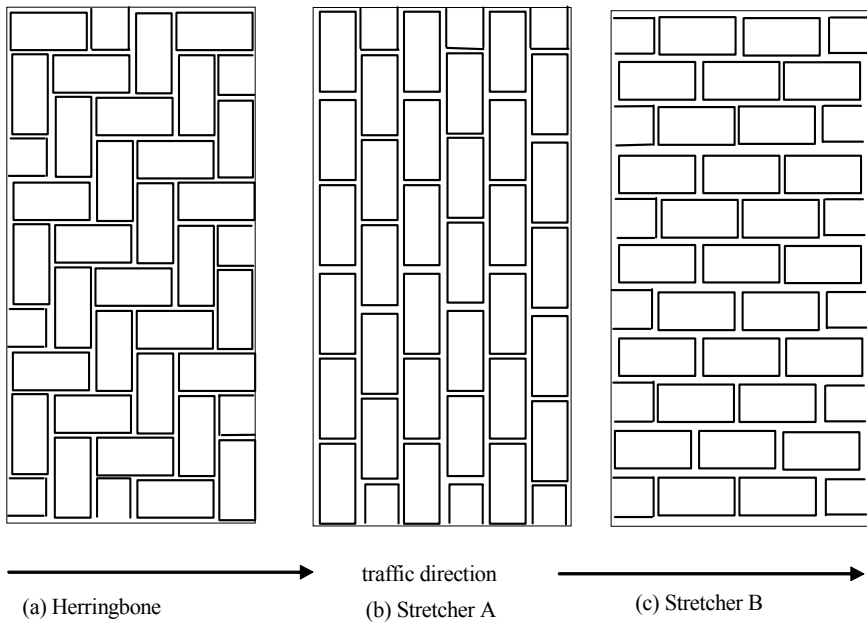 traffic direction
(a) Herringbone
(b) Stretcher A
(c) Stretcher B